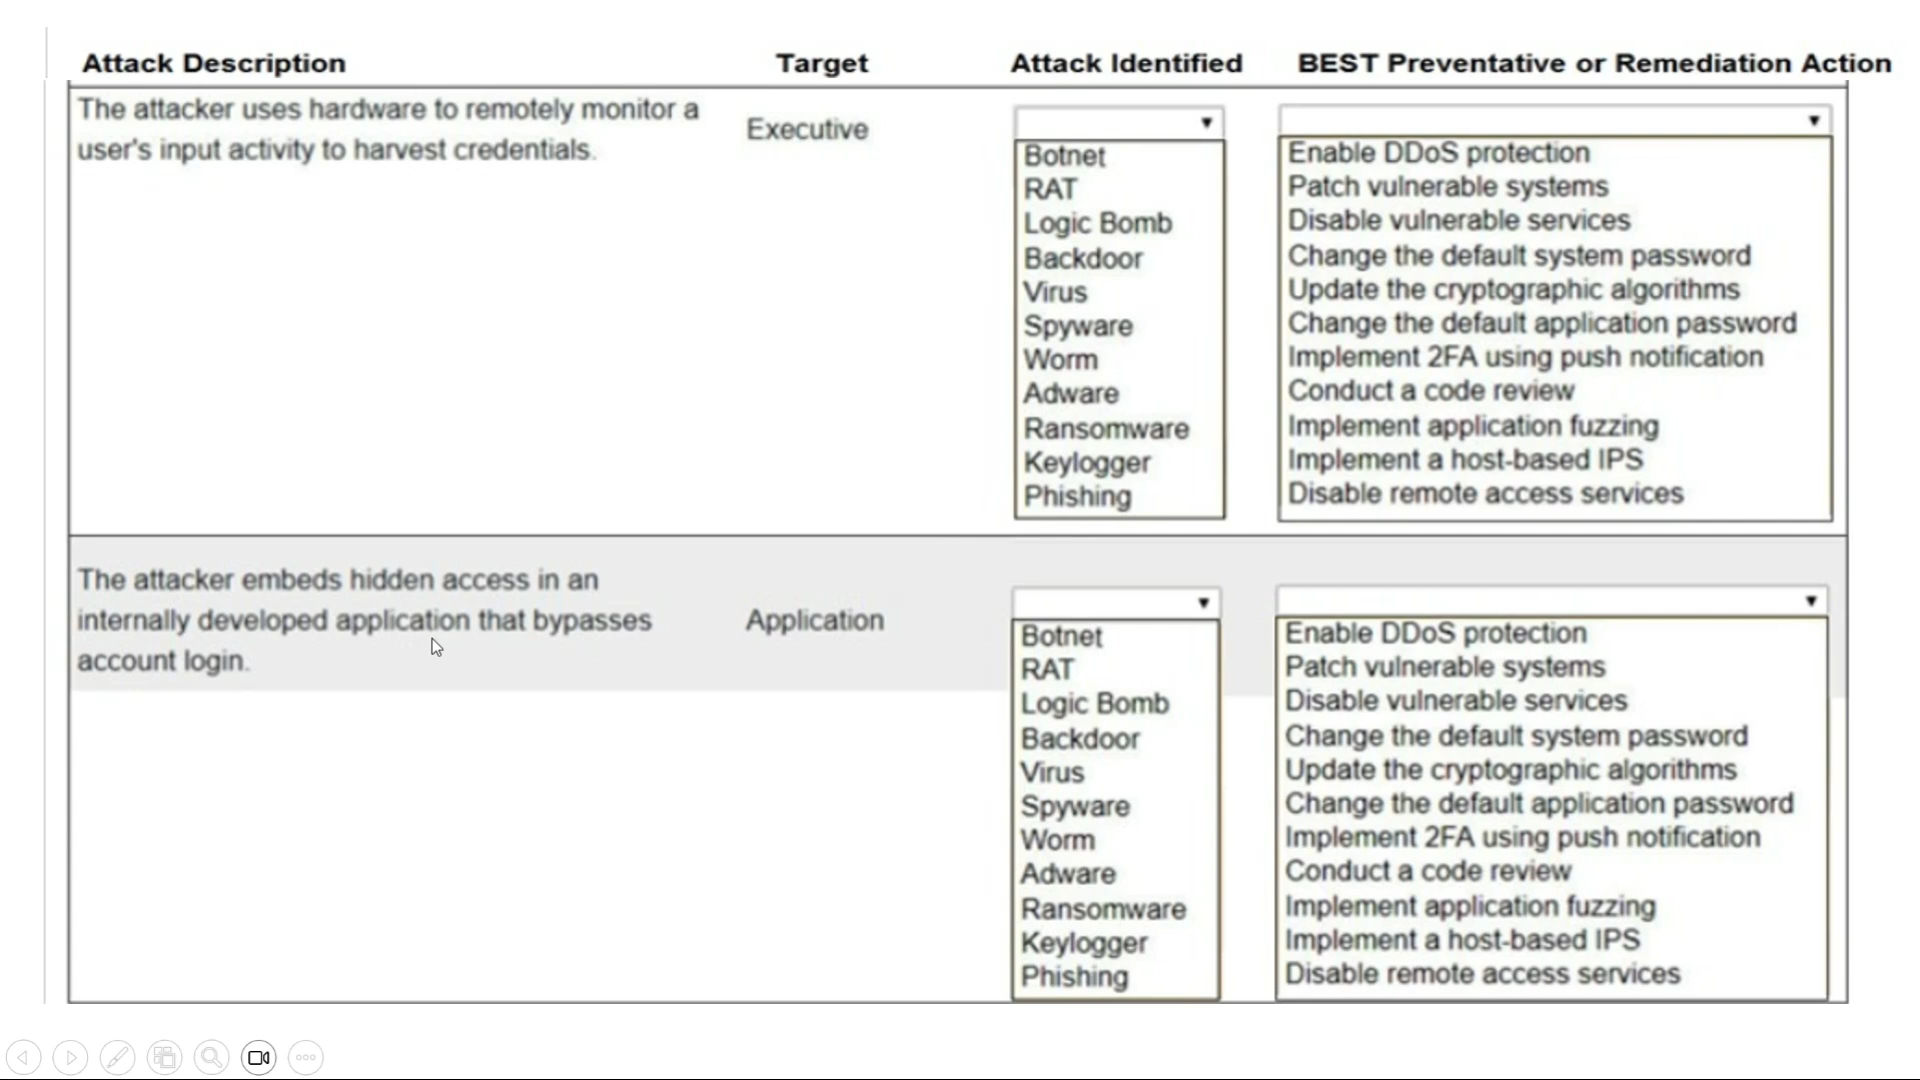 Attack Description Target Attack Identified BEST Preventative or Remediation Action
The attacker uses hardware to remotely monitor a
user's input activity to harvest credentials.
Executive
Botnet
RAT
Logic Bomb
Backdoor
Virus
Spyware
Worm
Adware
Ransomware
Keylogger
Phishing
Enable DDoS protection
Patch vulnerable systems
Disable vulnerable services
Change the default system password
Update the cryptographic algorithms
Change the default application password
Implement 2FA using push notification
Conduct a code review
Implement application fuzzing
Implement a host-based IPS
Disable remote access services
The attacker embeds hidden access in an
internally developed application that bypasses
account login.
Application
Botnet
RAT
Logic Bomb
Backdoor
Virus
Spyware
Worm
Adware
Ransomware
Keylogger
Phishing
Enable DDoS protection
Patch vulnerable systems
Disable vulnerable services
Change the default system password
Update the cryptographic algorithms
Change the default application password
Implement 2FA using push notification
Conduct a code review
Implement application fuzzing
Implement a host-based IPS
Disable remote access services